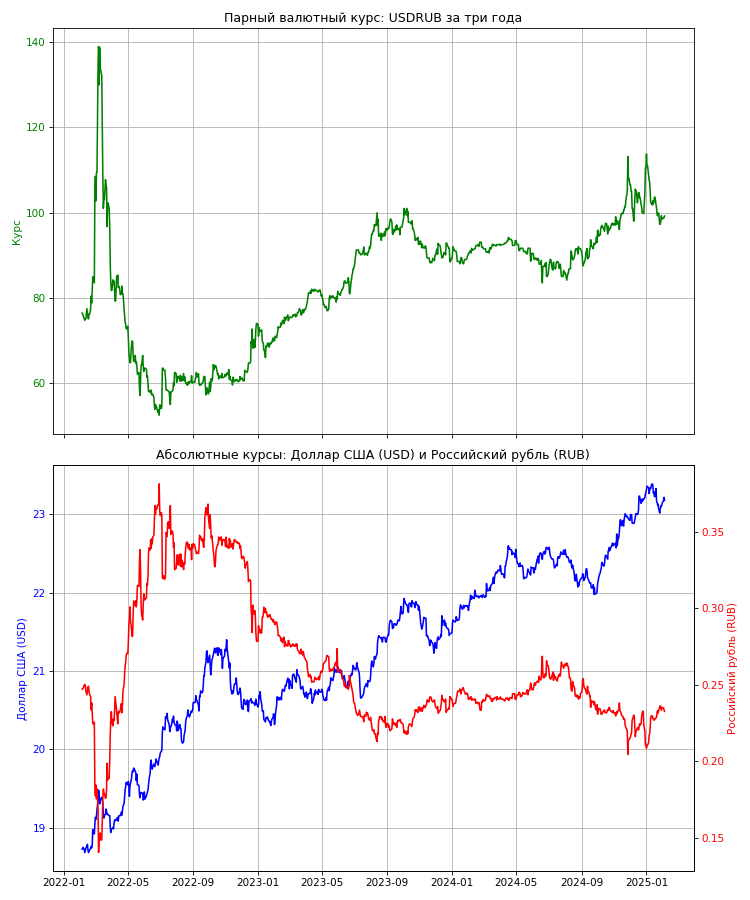 Парный валютный курс: USDRUB за три года
140
120
100
80
60
Курс
Абсолютные курсы: Доллар США (USD) и Российский рубль (RUB)
23
22
21
20
19
Доллар США (USD)
0.35
0.30
0.25
0.20
0.15
Российский рубль (RUB)
2022-01 2022-05 2022-09 2023-01 2023-05 2023-09 2024-01 2024-05 2024-09 2025-01